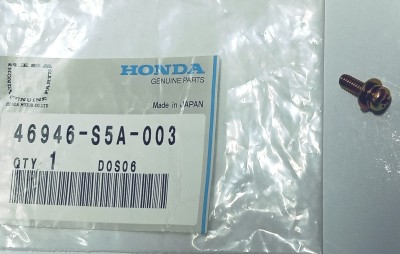 HONDA
GENUINE PARTS
Made in JAPAN
46946-S5A-003
QTY 1 D0S06